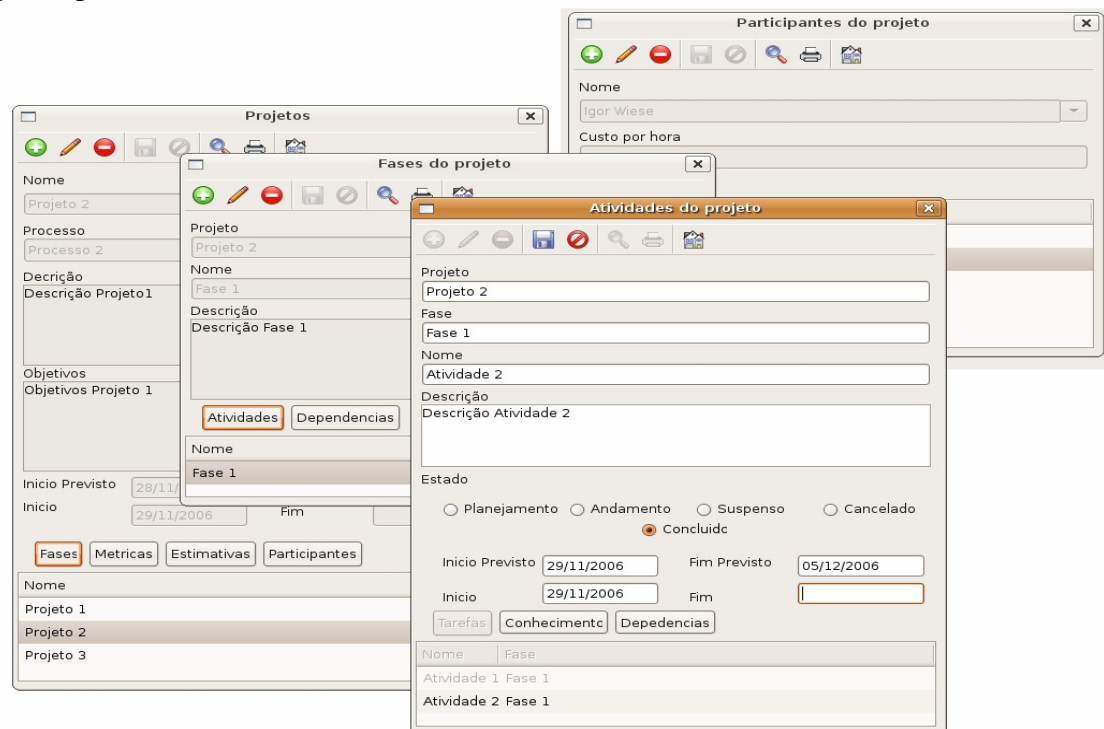 Participantes do projeto
Nome
Igor Wiese
Custo por hora
Projetos
Nome
Projeto 2
Processo
Processo 2
Decrição
Descrição Projeto1
Objetivos
Objetivos Projeto 1
Inicio Previsto 28/11/
Inicio 29/11/2006 Fim
Fases Metricas Estimativas Participantes
Nome
Projeto 1
Projeto 2
Projeto 3
Fases do projeto
Projeto
Projeto 2
Nome
Fase 1
Descrição
Descrição Fase 1
Atividades Dependencias
Nome
Fase 1
Atividades do projeto
Projeto
Projeto 2
Fase
Fase 1
Nome
Atividade 2
Descrição
Descrição Atividade 2
Estado
Planejamento Andamento Suspenso Cancelado
Concluidc
Inicio Previsto 29/11/2006 Fim Previsto 05/12/2006
Inicio 29/11/2006 Fim
Tarefas Conhecimentc Depedencias
Nome Fase
Atividade 1 Fase 1
Atividade 2 Fase 1